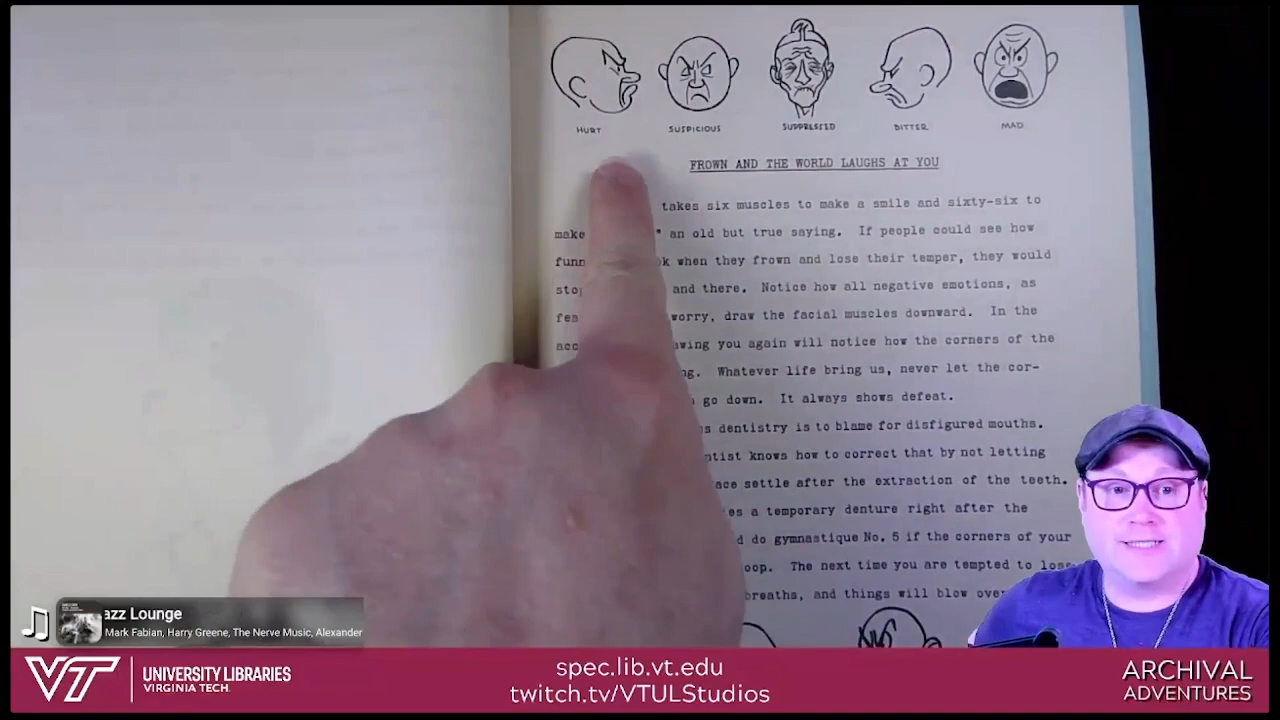 HURT SUSPICIOUS SUPPRESSED BITTER MAD
FROWN AND THE WORLD LAUGHS AT YOU
takes six muscles to make a smile and sixty-six to
make " an old but true saying. If people could see how
funn k when they frown and lose their temper, they would
stop and there. Notice how all negative emotions, as
fea worry, draw the facial muscles downward. In the
acc awing you again will notice how the corners of the
ng. Whatever life bring us, never let the cor-
go down. It always shows defeat.
s dentistry is to blame for disfigured mouths.
ntist knows how to correct that by not letting
ace settle after the extraction of the teeth.
es a temporary denture right after the
d do gymnastique No. 5 if the corners of your
oop. The next time you are tempted to lose
breaths, and things will blow over
azz Lounge
Mark Fabian, Harry Greene, The Nerve Music, Alexander
VT UNIVERSITY LIBRARIES
VIRGINIA TECH.
spec.lib.vt.edu
twitch.tv/VTULStudios
ARCHIVAL
ADVENTURES